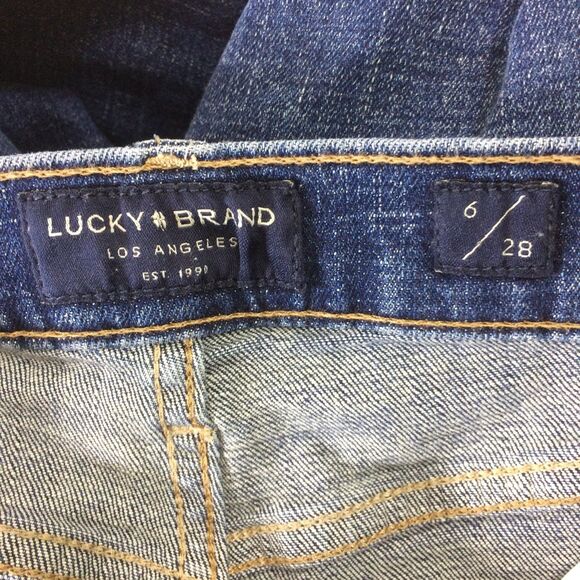 LUCKY BRAND
LOS ANGELES
EST. 1990
6/28